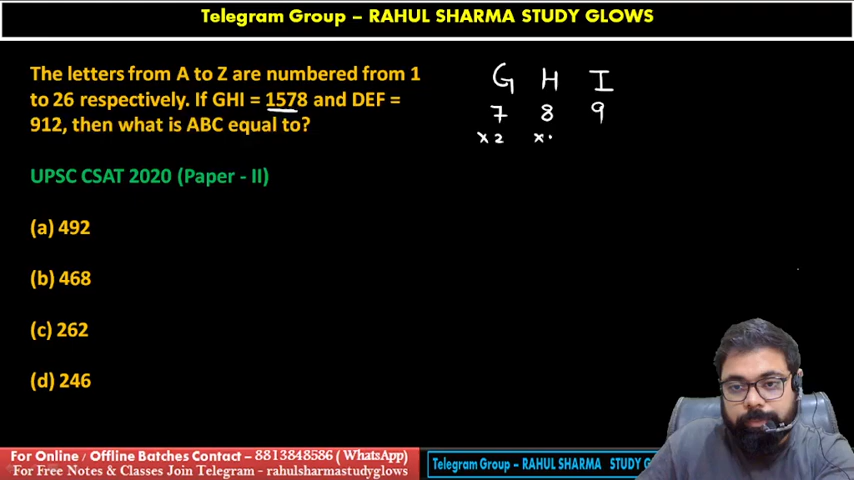 Telegram Group – RAHUL SHARMA STUDY GLOWS
The letters from A to Z are numbered from 1
to 26 respectively. If GHI = 1578 and DEF =
912, then what is ABC equal to?
UPSC CSAT 2020 (Paper - II)
(a) 492
(b) 468
(c) 262
(d) 246
G H I
7 8 9
×2 ×.
For Online / Offline Batches Contact – 8813848586 ( WhatsApp)
For Free Notes & Classes Join Telegram - rahulsharmastudyglows
Telegram Group – RAHUL SHARMA STUDY G